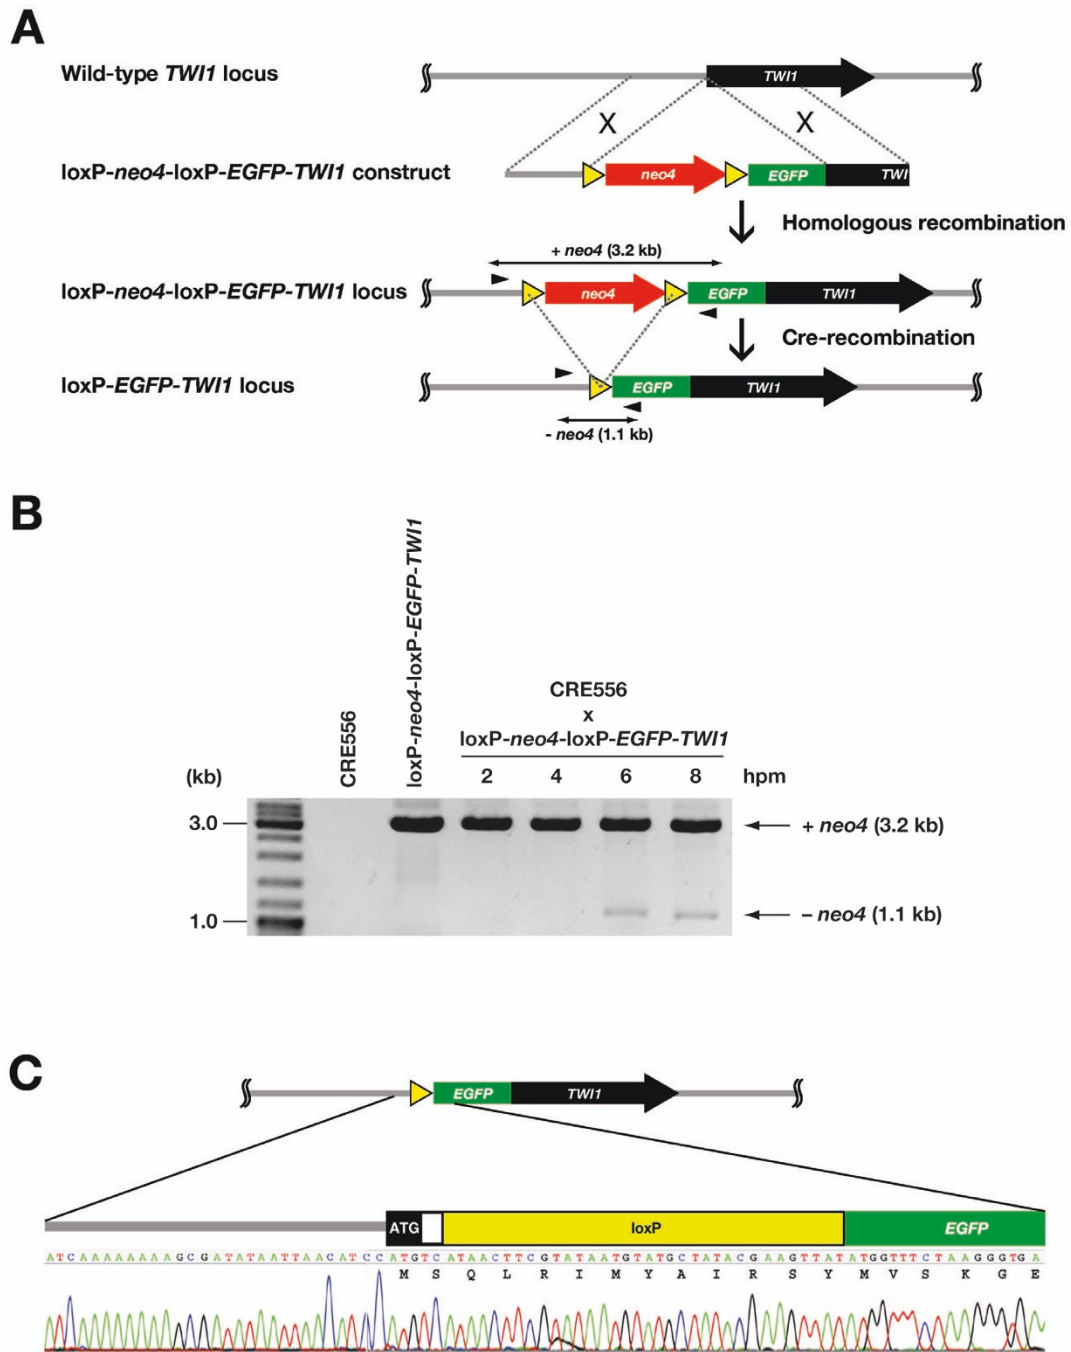 A
Wild-type TWI1 locus
TWI1
X X
loxP-neo4-loxP-EGFP-TWI1 construct
neo4 EGFP TWI
Homologous recombination
+ neo4 (3.2 kb)
loxP-neo4-loxP-EGFP-TWI1 locus
neo4 EGFP TWI1
Cre-recombination
loxP-EGFP-TWI1 locus
EGFP TWI1
- neo4 (1.1 kb)
B
CRE556
loxP-neo4-loxP-EGFP-TWI1
CRE556
x
loxP-neo4-loxP-EGFP-TWI1
(kb) 2 4 6 8 hpm
3.0 + neo4 (3.2 kb)
1.0 – neo4 (1.1 kb)
C
EGFP TWI1
ATG loxP EGFP
ATCAAAAAAAAGCGATATAATTAACATCCATGTCATAACTTCGTATAATGTATGCTATACGAAGTTATATGGTTTCTAAGGGTGA
M S Q L R I M Y A I R S Y M V S K G E